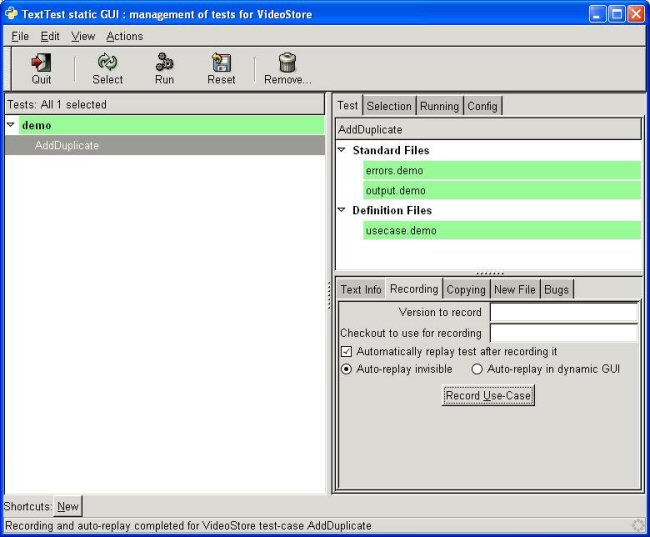 TextTest static GUI : management of tests for VideoStore
File Edit View Actions
Quit Select Run Reset Remove...
Tests: All 1 selected
demo
AddDuplicate
Test Selection Running Config
AddDuplicate
Standard Files
errors.demo
output.demo
Definition Files
usecase.demo
Text Info Recording Copying New File Bugs
Version to record
Checkout to use for recording
Automatically replay test after recording it
Auto-replay invisible Auto-replay in dynamic GUI
Record Use-Case
Shortcuts: New
Recording and auto-replay completed for VideoStore test-case AddDuplicate